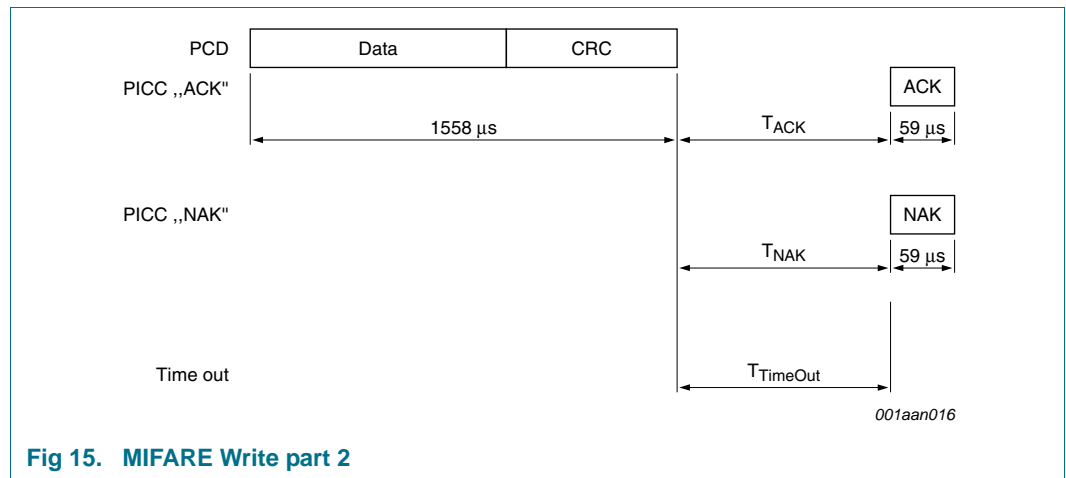 PCD Data CRC
PICC ,,ACK" ACK
1558 μs TACK 59 μs
PICC ,,NAK" NAK
TNAK 59 μs
Time out TTimeOut
001aan016
Fig 15. MIFARE Write part 2